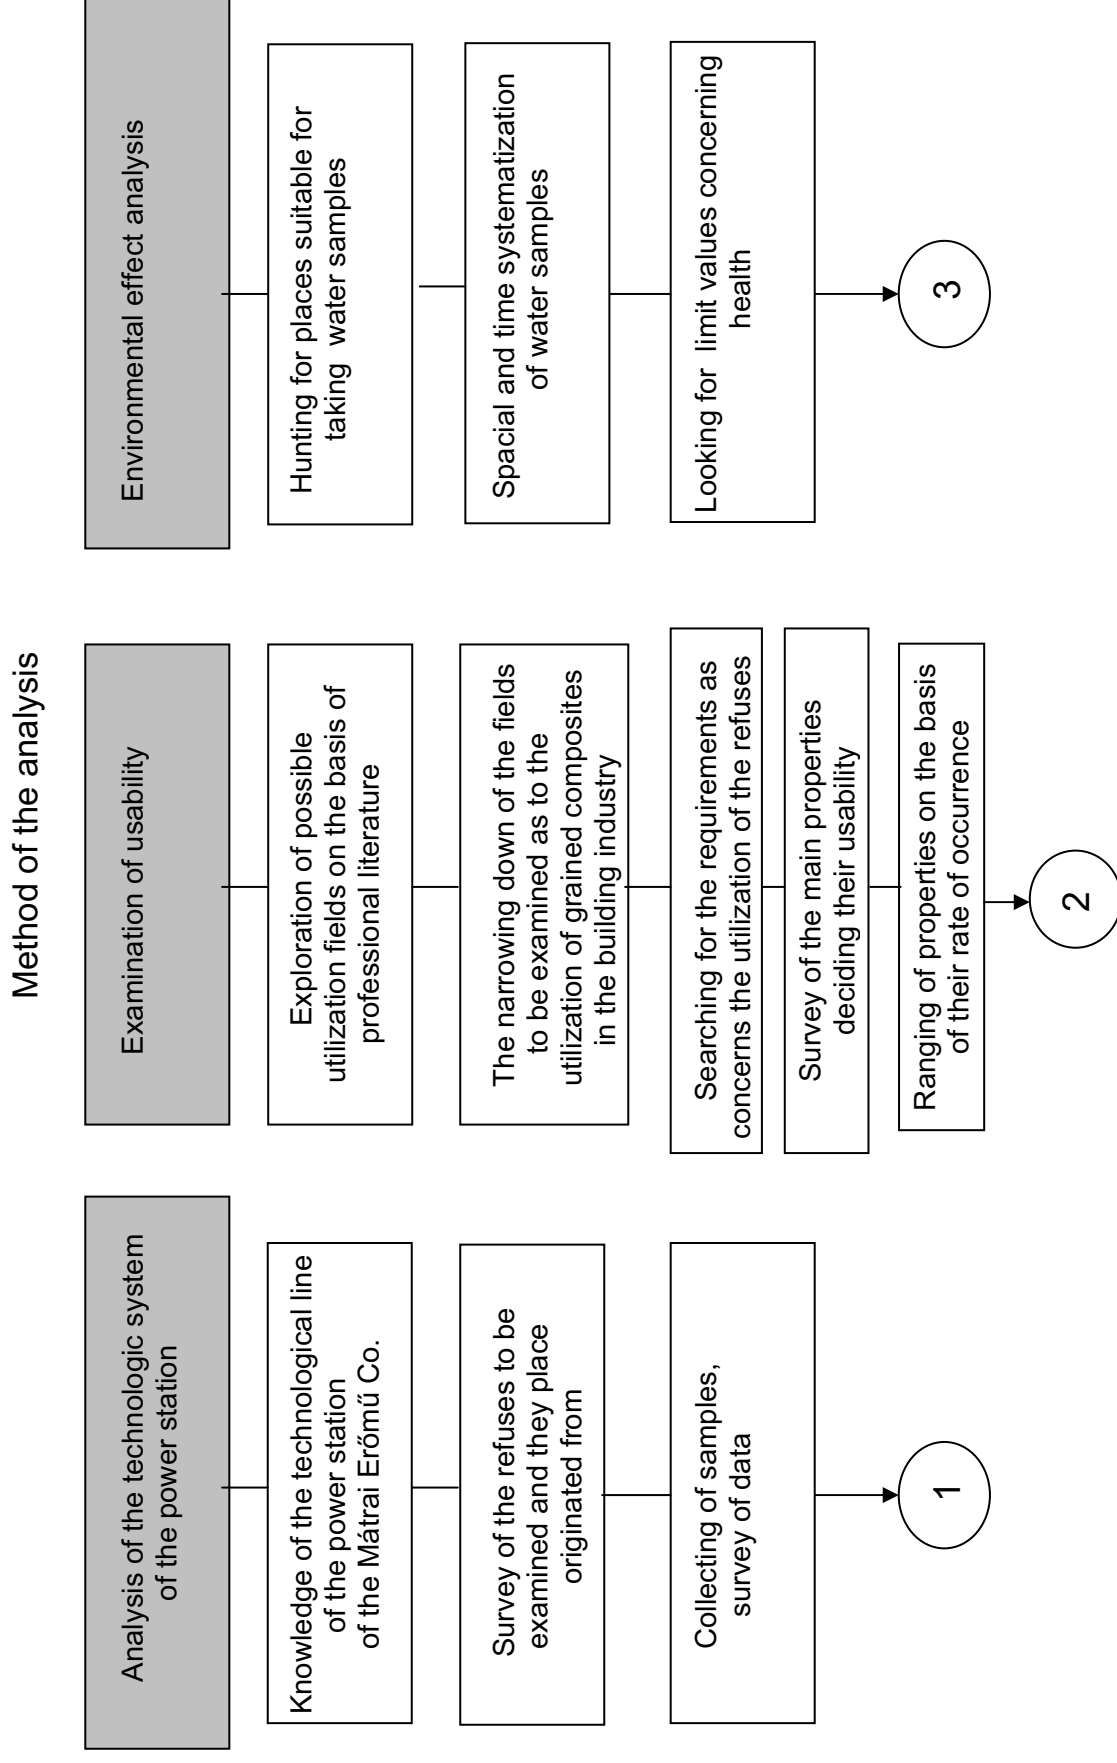 Method of the analysis
Analysis of the technologic system
of the power station
Knowledge of the technological line
of the power station
of the Mátrai Erőmű Co.
Survey of the refuses to be
examined and they place
originated from
Collecting of samples,
survey of data
1
Examination of usability
Exploration of possible
utilization fields on the basis of
professional literature
The narrowing down of the fields
to be examined as to the
utilization of grained composites
in the building industry
Searching for the requirements as
concerns the utilization of the refuses
Survey of the main properties
deciding their usability
Ranging of properties on the basis
of their rate of occurrence
2
Environmental effect analysis
Hunting for places suitable for
taking water samples
Spacial and time systematization
of water samples
Looking for limit values concerning
health
3